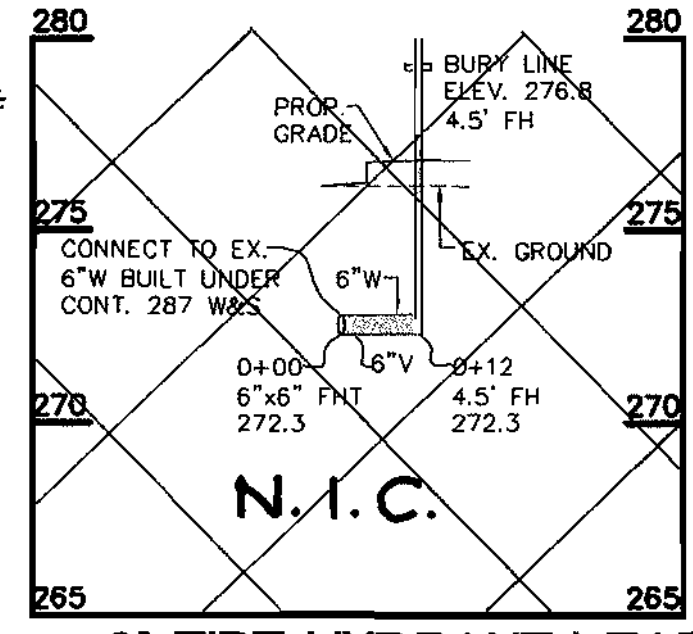 280
280
BURY LINE
ELEV. 276.8
4.5' FH
PROP.
GRADE
275
275
CONNECT TO EX.
6"W BUILT UNDER
CONT. 287 W&S
EX. GROUND
6"W
0+00
6"x6" FHT
272.3
6"V
0+12
4.5' FH
272.3
270
270
N.I.C.
265
265